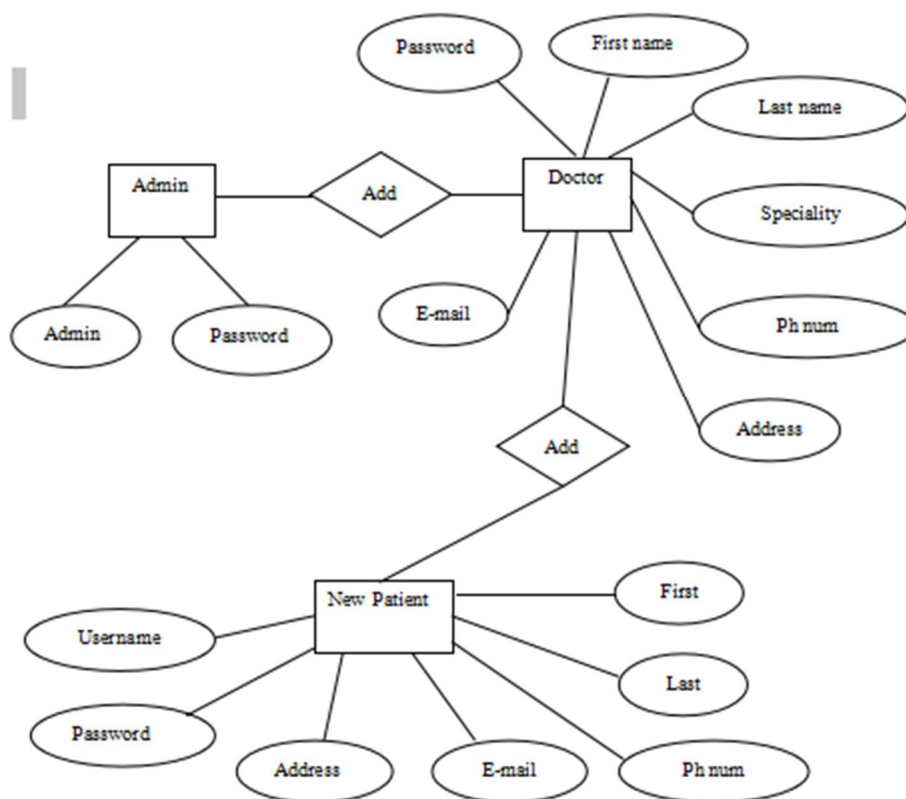 Password
First name
Last name
Admin
Add
Doctor
Speciality
E-mail
Admin
Password
Ph num
Address
Add
New Patient
First
Username
Last
Password
Address
E-mail
Ph num